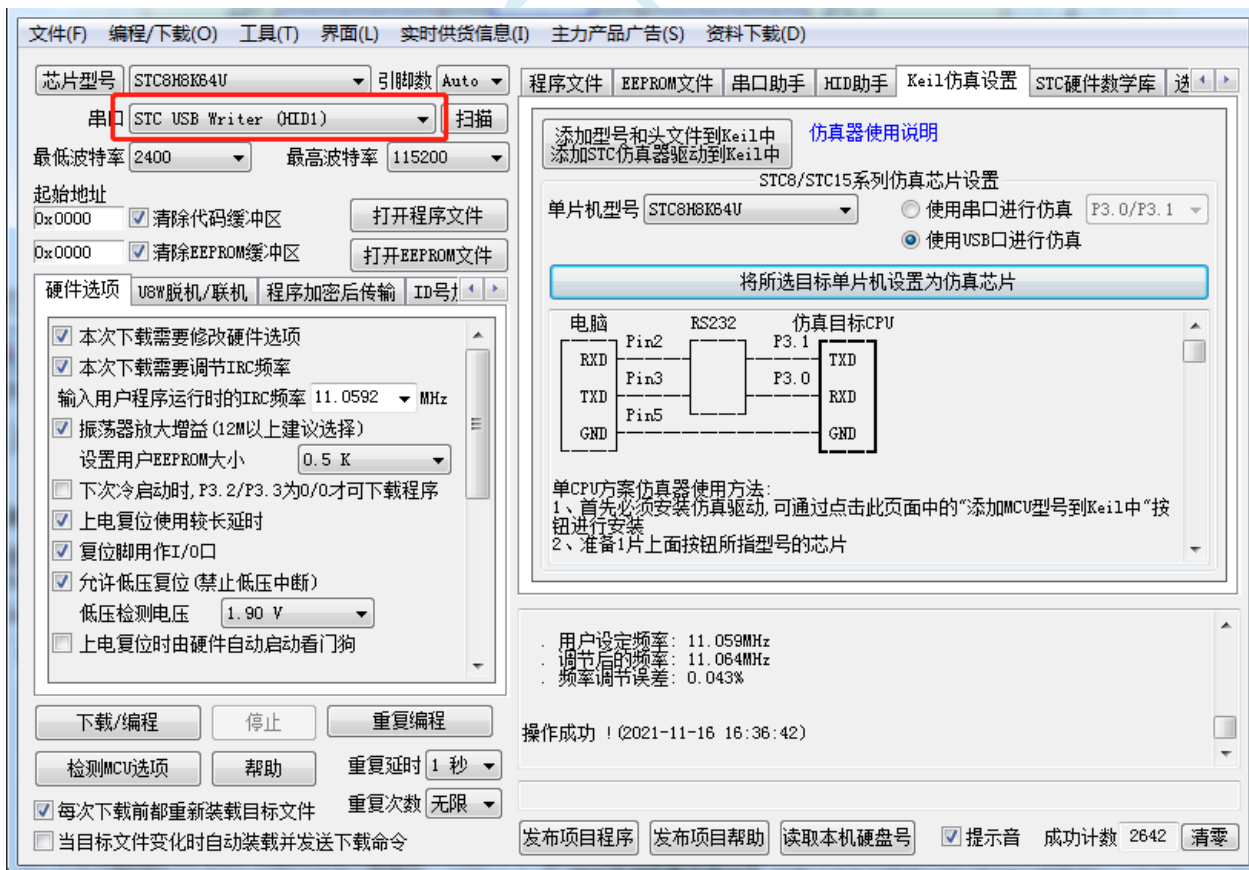 文件(F) 编程/下载(O) 工具(T) 界面(L) 实时供货信息(I) 主力产品广告(S) 资料下载(D)
芯片型号 STC8H8K64U 引脚数 Auto
串口 STC USB Writer (HID1) 扫描
最低波特率 2400 最高波特率 115200
起始地址
0x0000 清除代码缓冲区 打开程序文件
0x0000 清除EEPROM缓冲区 打开EEPROM文件
硬件选项 U8W脱机/联机 程序加密后传输 ID号
本次下载需要修改硬件选项
本次下载需要调节IRC频率
输入用户程序运行时的IRC频率 11.0592 MHz
振荡器放大增益(12M以上建议选择)
设置用户EEPROM大小 0.5 K
下次冷启动时,P3.2/P3.3为0/0才可下载程序
上电复位使用较长延时
复位脚用作I/O口
允许低压复位(禁止低压中断)
低压检测电压 1.90 V
上电复位时由硬件自动启动看门狗
下载/编程 停止 重复编程
检测MCU选项 帮助 重复延时 1 秒
每次下载前都重新装载目标文件 重复次数 无限
当目标文件变化时自动装载并发送下载命令
程序文件 EEPROM文件 串口助手 HID助手 Keil仿真设置 STC硬件数学库 选
添加型号和头文件到Keil中
添加STC仿真器驱动到Keil中
仿真器使用说明
STC8/STC15系列仿真芯片设置
单片机型号 STC8H8K64U 使用串口进行仿真 P3.0/P3.1
使用USB口进行仿真
将所选目标单片机设置为仿真芯片
电脑 RS232 仿真目标CPU
Pin2 P3.1
RXD TXD
Pin3 P3.0
TXD RXD
Pin5
GND GND
单CPU方案仿真器使用方法:
1、首先必须安装仿真驱动,可通过点击此页面中的"添加MCU型号到Keil中"按
钮进行安装
2、准备1片上面按钮所指型号的芯片
. 用户设定频率: 11.059MHz
. 调节后的频率: 11.064MHz
. 频率调节误差: 0.043%
操作成功 !(2021-11-16 16:36:42)
发布项目程序 发布项目帮助 读取本机硬盘号 提示音 成功计数 2642 清零